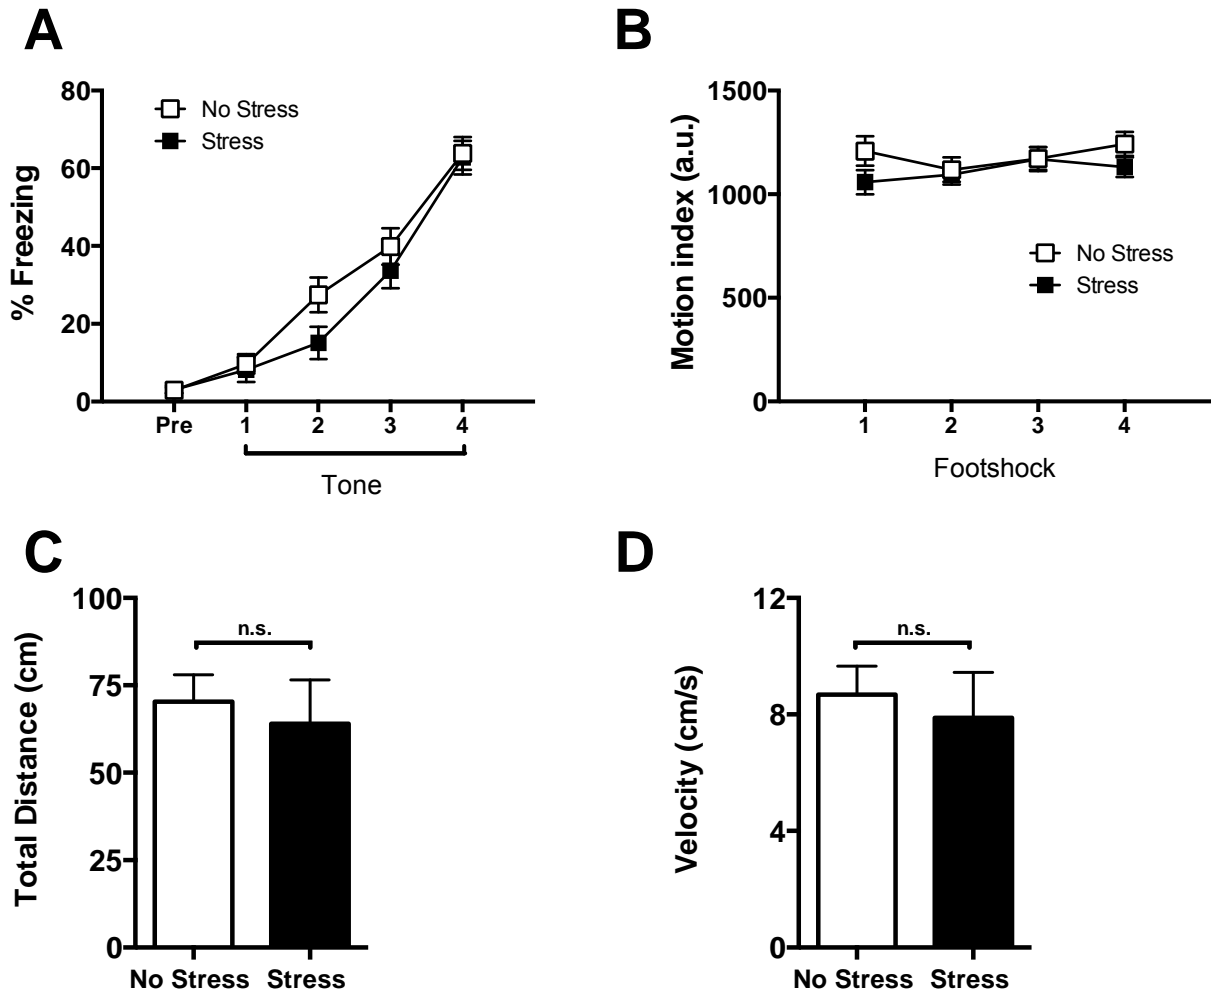 A
% Freezing
80
60
40
20
0
No Stress
Stress
Pre 1 2 3 4
Tone
B
Motion index (a.u.)
1500
1000
500
0
No Stress
Stress
1 2 3 4
Footshock
C
Total Distance (cm)
100
75
50
25
0
n.s.
No Stress Stress
D
Velocity (cm/s)
12
8
4
0
n.s.
No Stress Stress